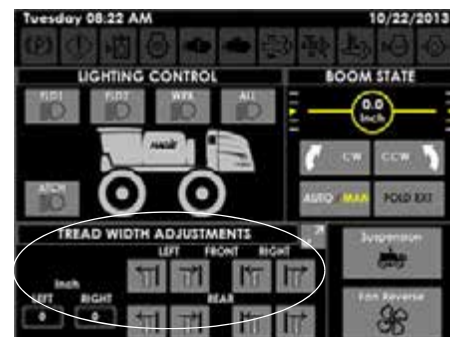 Tuesday 08:22 AM 10/22/2013
LIGHTING CONTROL
BOOM STATE
FLD1 FLD2 WRK ALL
0.0
Inch
HAGIE
CW CCW
ATCH
AUTO / MAN FOLD EXT
TREAD WIDTH ADJUSTMENTS
Suspension
LEFT FRONT RIGHT
Inch
LEFT RIGHT
REAR
Fan Reverse
0 0